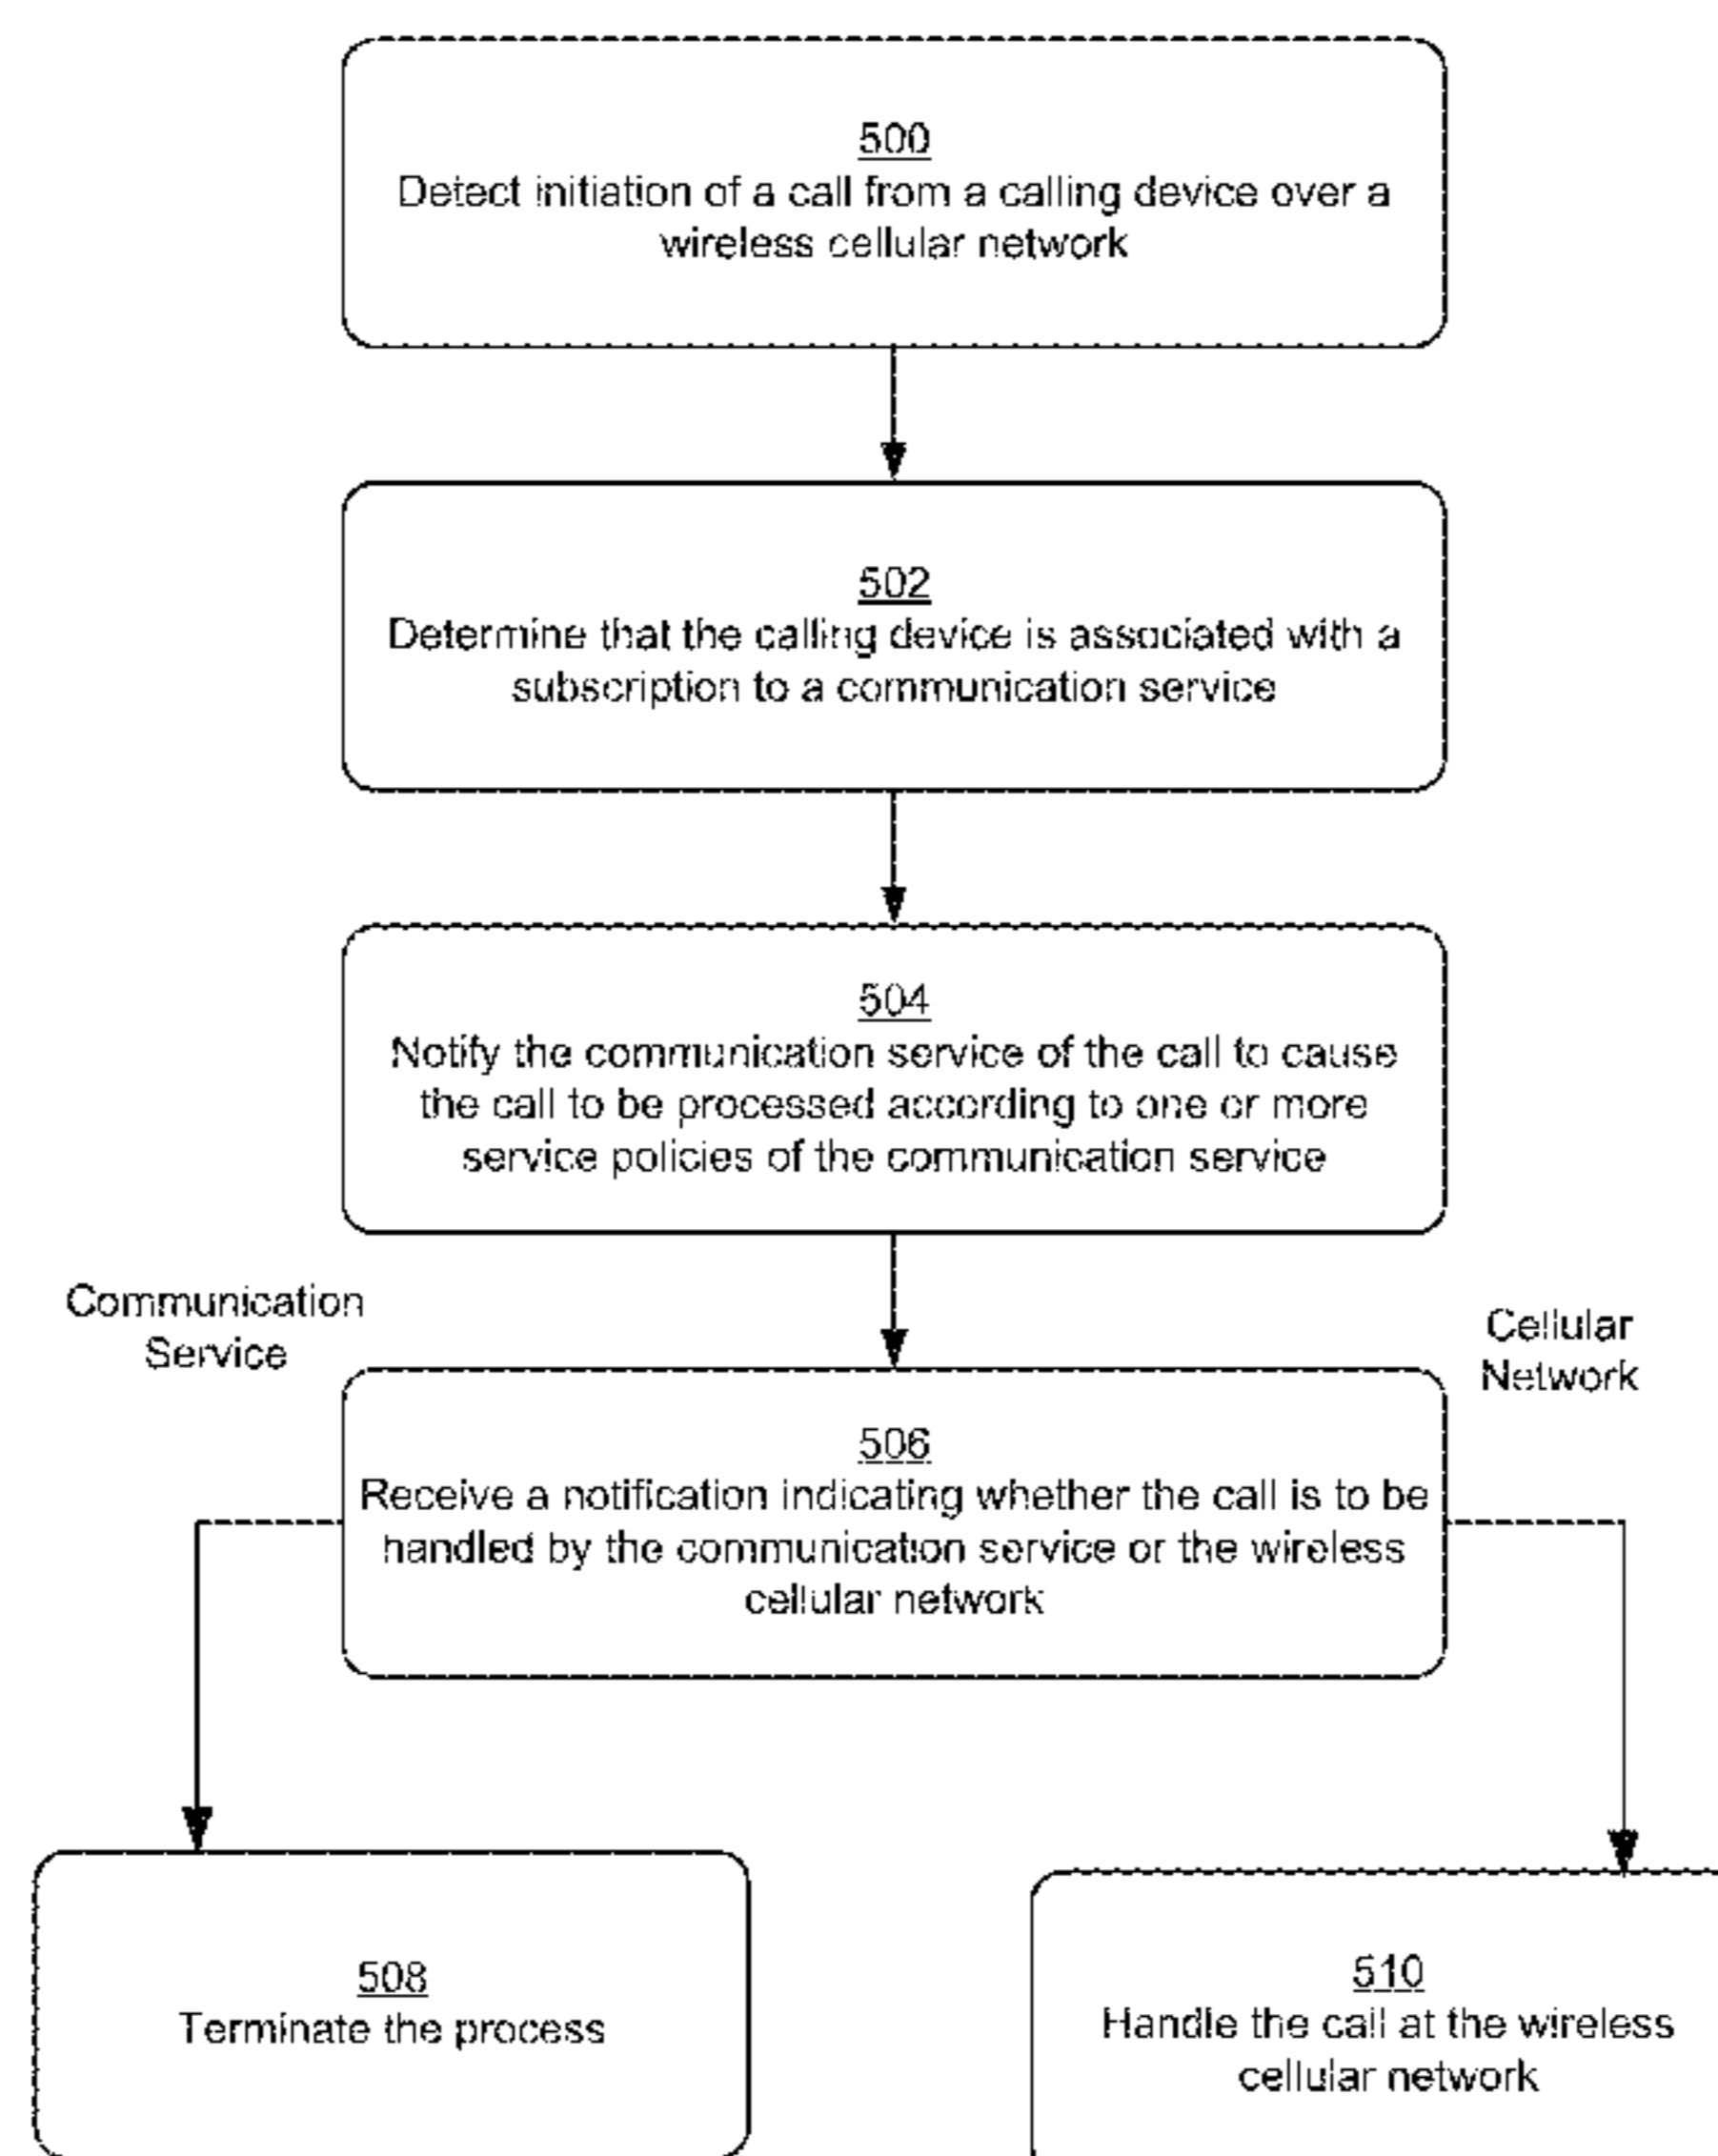 500
Detect initiation of a call from a calling device over a
wireless cellular network
502
Determine that the calling device is associated with a
subscription to a communication service
504
Notify the communication service of the call to cause
the call to be processed according to one or more
service policies of the communication service
Communication
Service
Cellular
Network
506
Receive a notification indicating whether the call is to be
handled by the communication service or the wireless
cellular network
508
Terminate the process
510
Handle the call at the wireless
cellular network